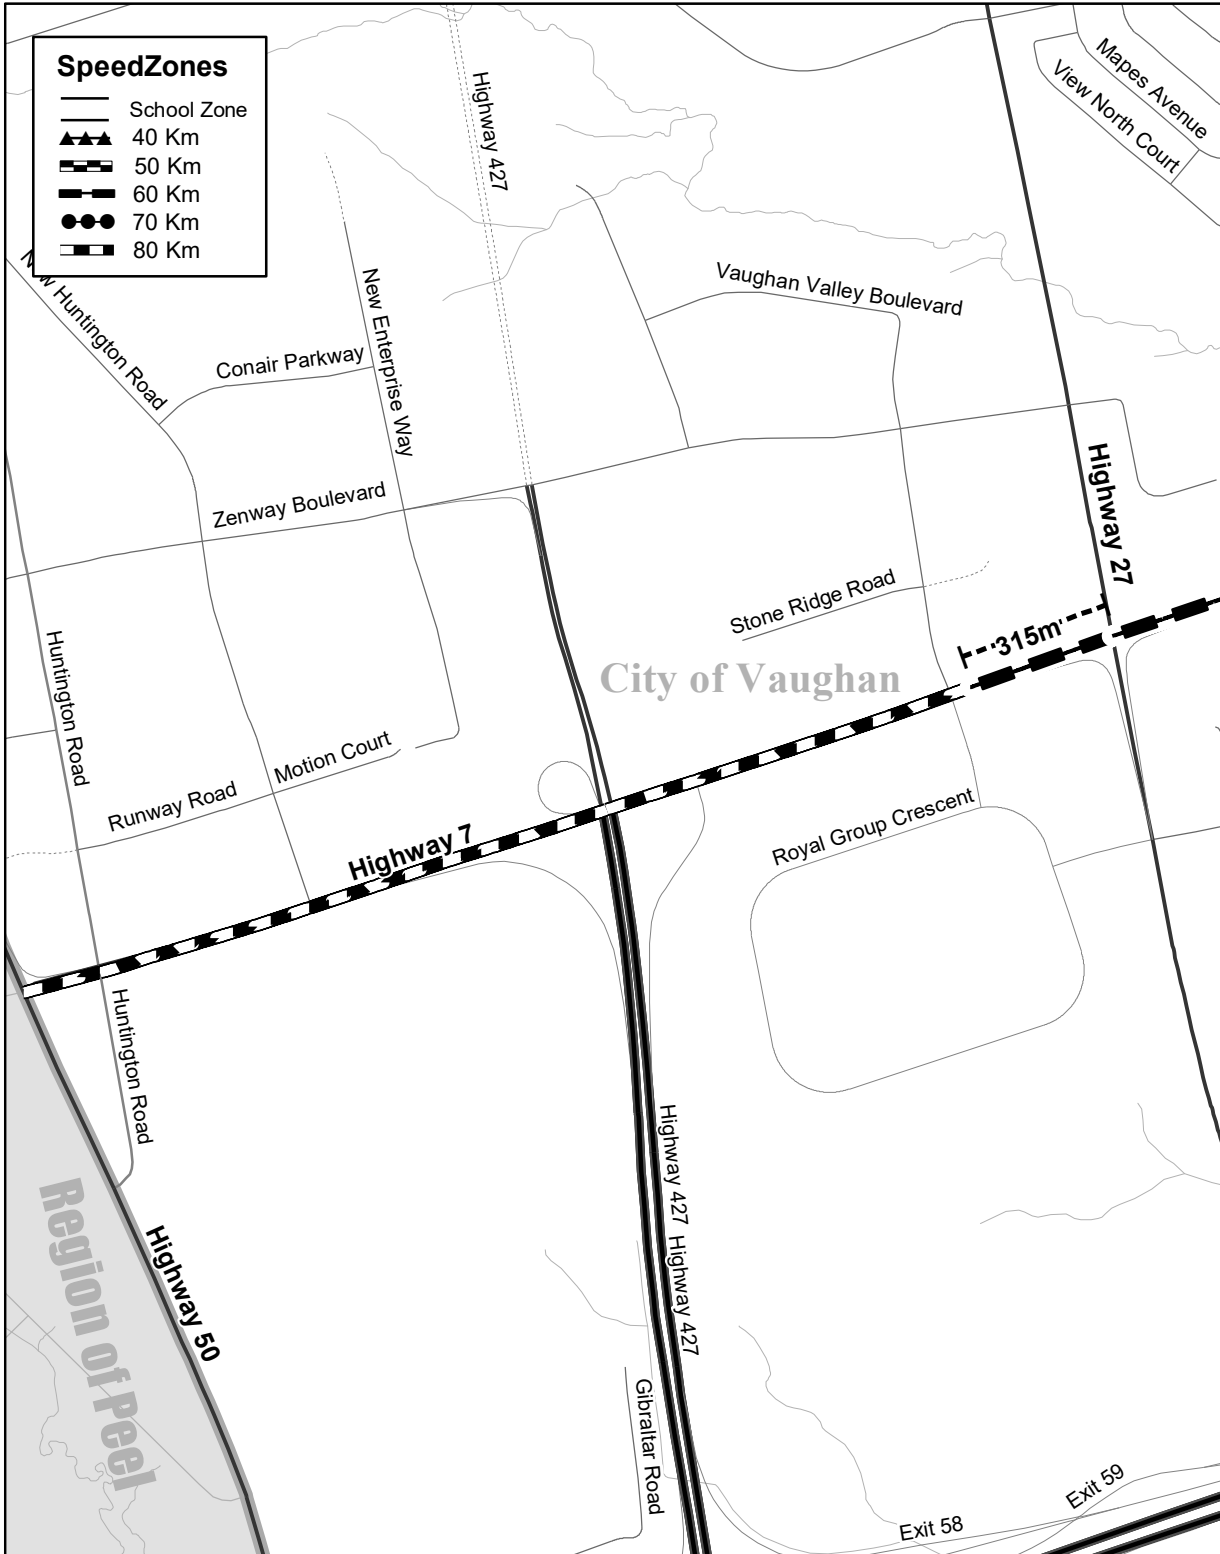 SpeedZones
School Zone
40 Km
50 Km
60 Km
70 Km
80 Km
Highway 427
Mapes Avenue
View North Court
New Huntington Road
Conair Parkway
New Enterprise Way
Vaughan Valley Boulevard
Zenway Boulevard
Highway 27
Stone Ridge Road
315m
Huntington Road
City of Vaughan
Motion Court
Runway Road
Highway 7
Royal Group Crescent
Huntington Road
Highway 427
Highway 427
Region of Peel
Highway 50
Gibraltar Road
Exit 58
Exit 59